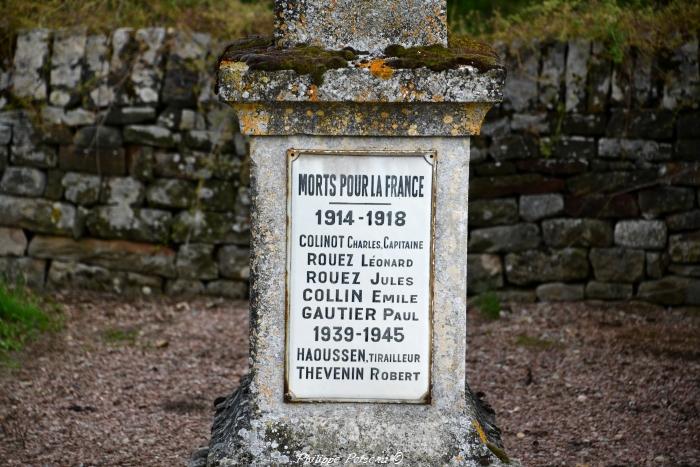 MORTS POUR LA FRANCE
1914-1918
COLINOT CHARLES, CAPITAINE
ROUEZ LÉONARD
ROUEZ JULES
COLLIN EMILE
GAUTIER PAUL
1939-1945
HAOUSSEN, TIRAILLEUR
THEVENIN ROBERT